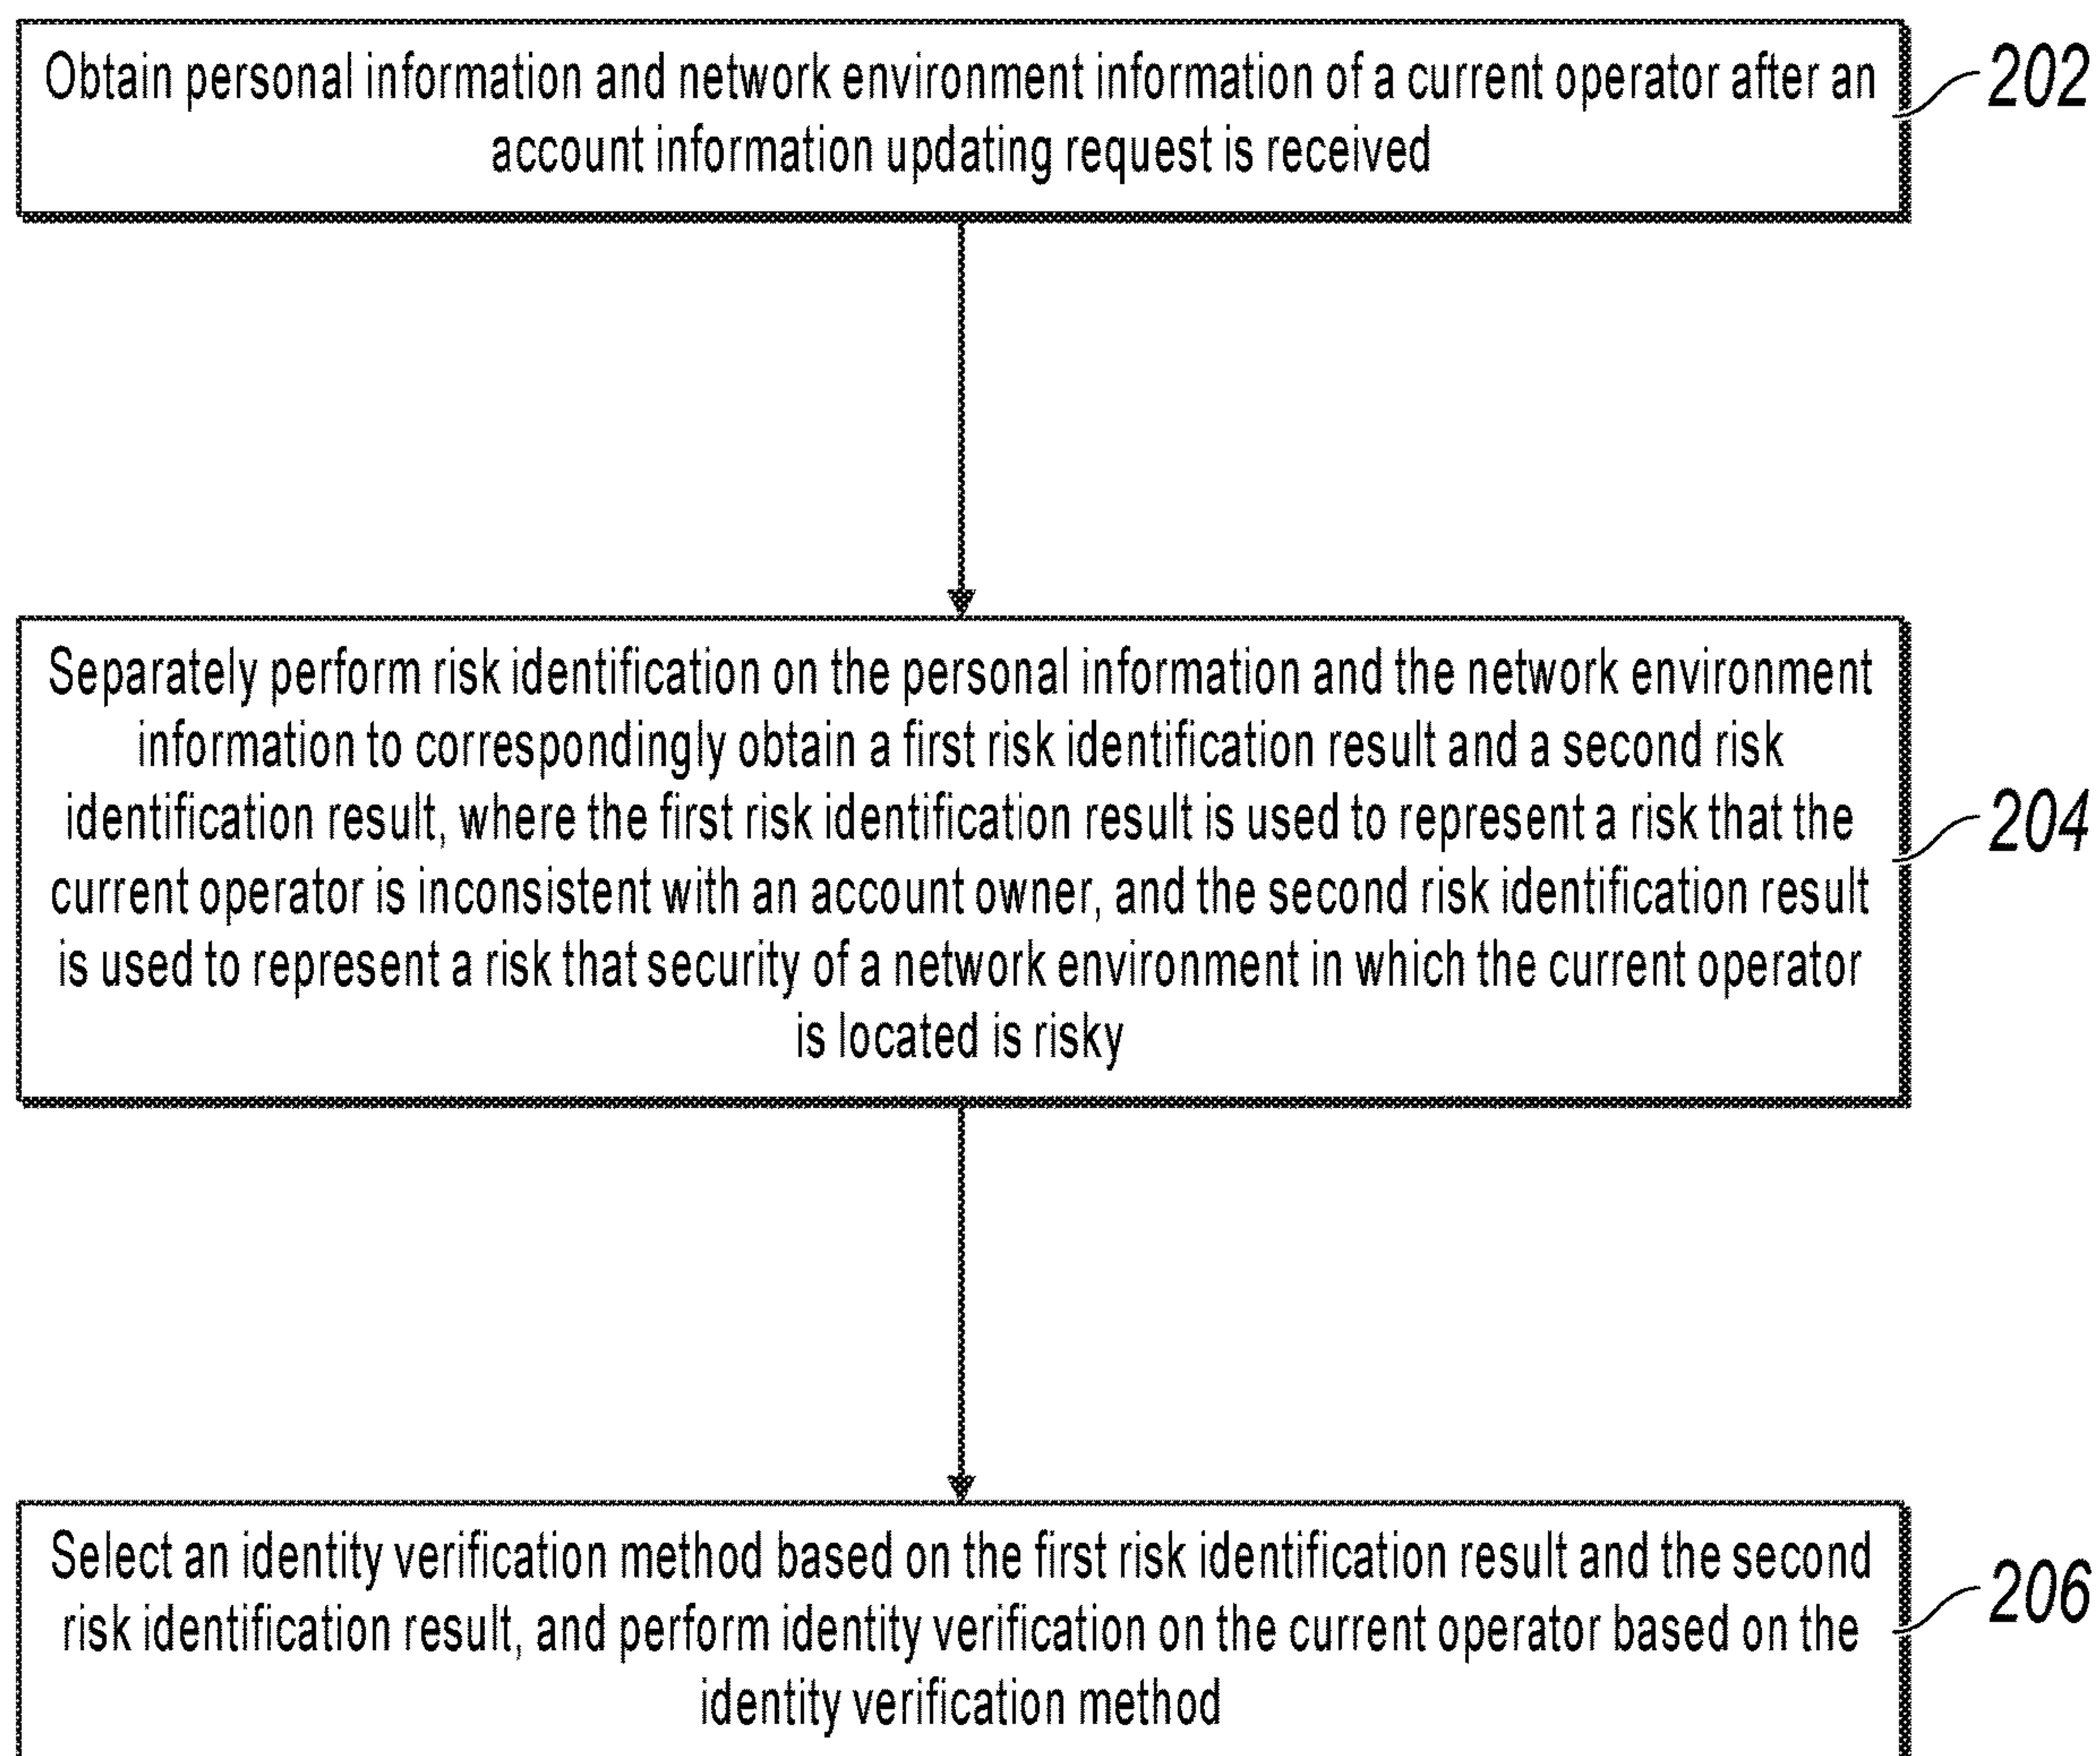 Obtain personal information and network environment information of a current operator after an
account information updating request is received
202
Separately perform risk identification on the personal information and the network environment
information to correspondingly obtain a first risk identification result and a second risk
identification result, where the first risk identification result is used to represent a risk that the
current operator is inconsistent with an account owner, and the second risk identification result
is used to represent a risk that security of a network environment in which the current operator
is located is risky
204
Select an identity verification method based on the first risk identification result and the second
risk identification result, and perform identity verification on the current operator based on the
identity verification method
206